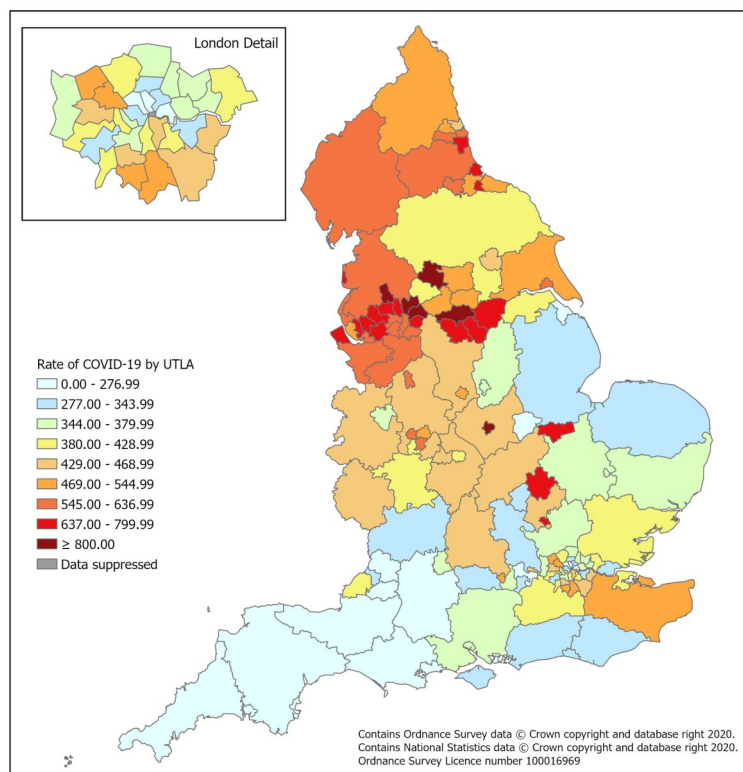 London Detail
Rate of COVID-19 by UTLA
0.00 - 276.99
277.00 - 343.99
344.00 - 379.99
380.00 - 428.99
429.00 - 468.99
469.00 - 544.99
545.00 - 636.99
637.00 - 799.99
≥ 800.00
Data suppressed
Contains Ordnance Survey data © Crown copyright and database right 2020.
Contains National Statistics data © Crown copyright and database right 2020.
Ordnance Survey Licence number 100016969